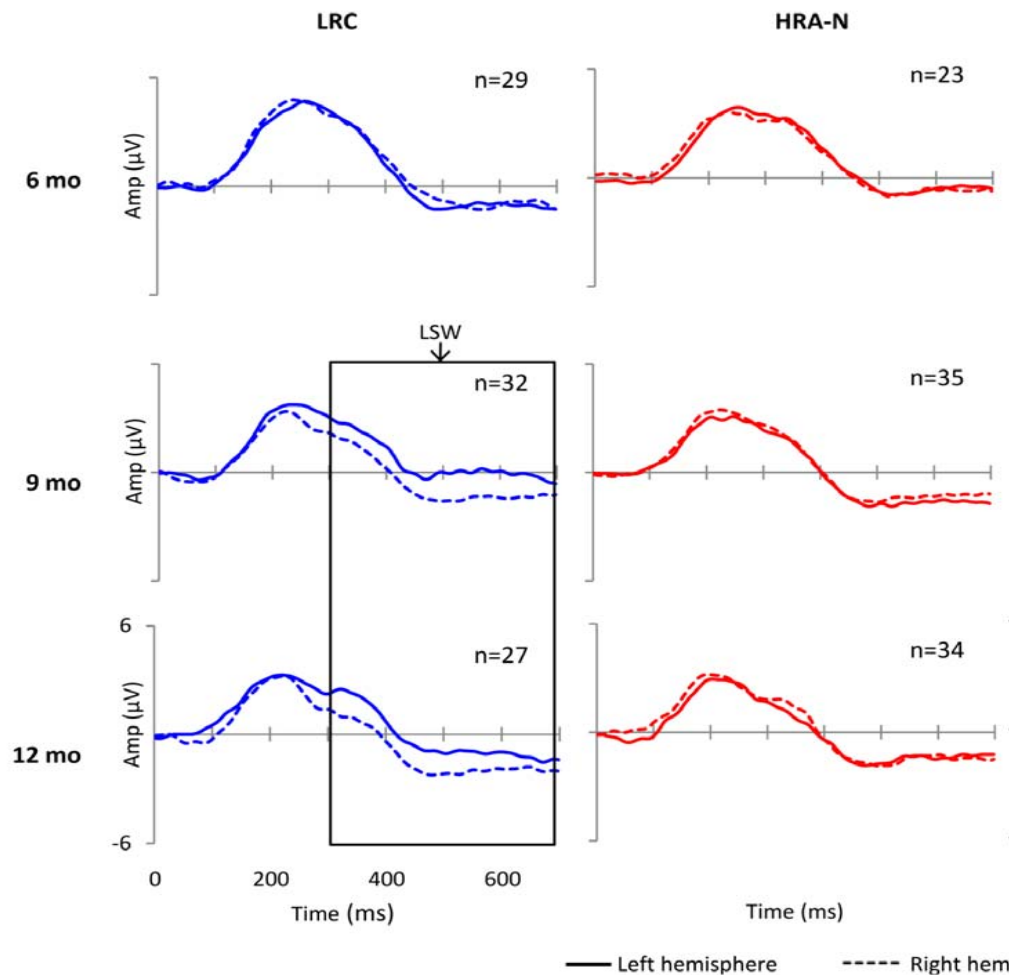 LRC
HRA-N
n=29
n=23
6 mo
Amp (µV)
LSW
n=32
n=35
9 mo
Amp (µV)
6
n=27
n=34
12 mo
Amp (µV)
-6
0 200 400 600
Time (ms)
Time (ms)
Left hemisphere
Right hem